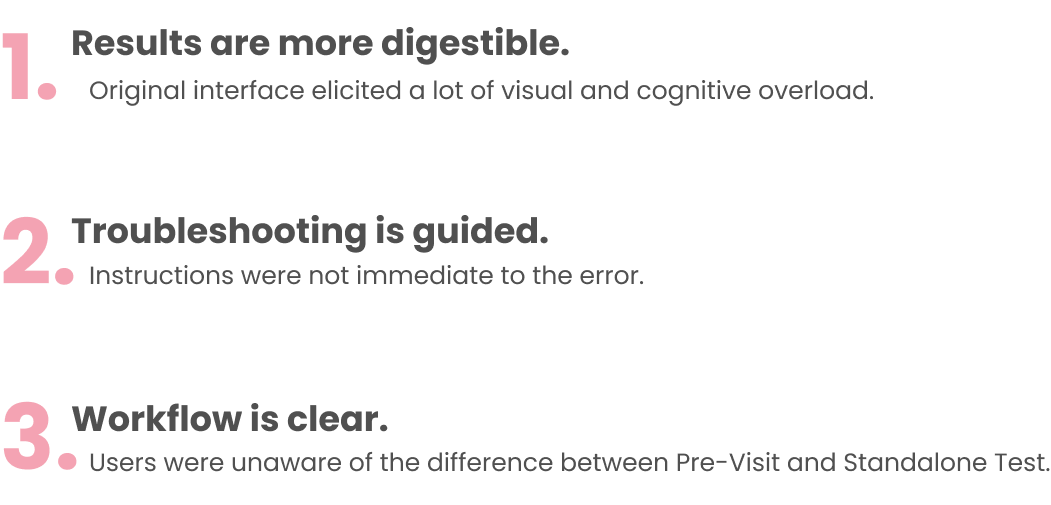 1. Results are more digestible.
Original interface elicited a lot of visual and cognitive overload.
2. Troubleshooting is guided.
Instructions were not immediate to the error.
3. Workflow is clear.
Users were unaware of the difference between Pre-Visit and Standalone Test.